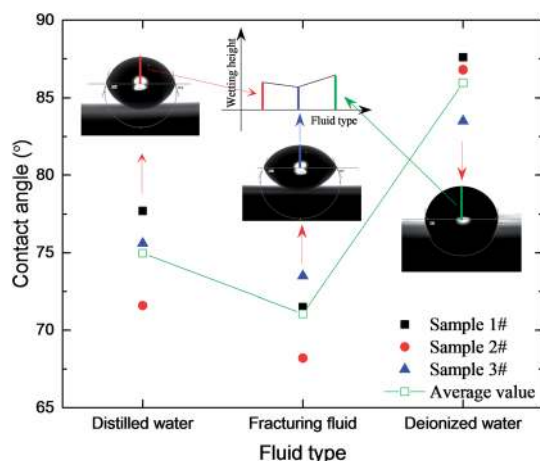 90
85
80
75
70
65
Contact angle (°)
Wetting height
Fluid type
Sample 1#
Sample 2#
Sample 3#
Average value
Distilled water
Fracturing fluid
Deionized water
Fluid type